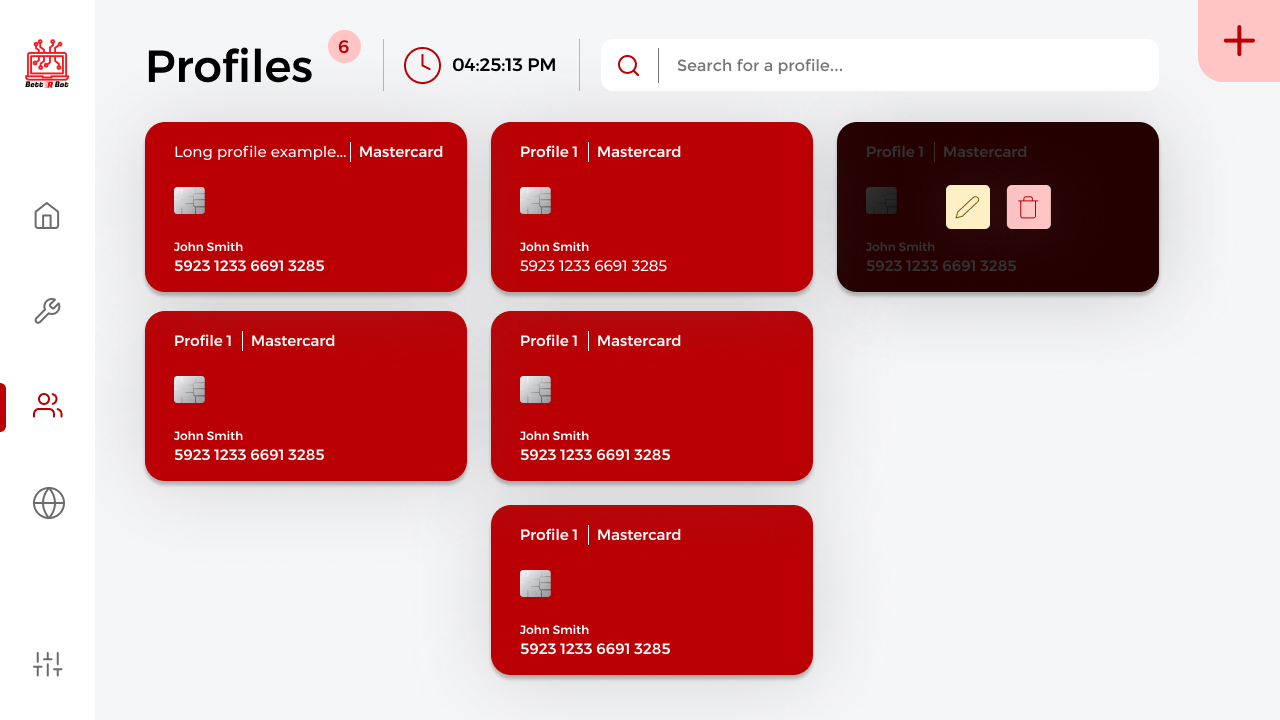 Bett R Bot
Profiles
6
04:25:13 PM
Search for a profile...
Long profile example... Mastercard
John Smith
5923 1233 6691 3285
Profile 1 Mastercard
John Smith
5923 1233 6691 3285
Profile 1 Mastercard
John Smith
5923 1233 6691 3285
Profile 1 Mastercard
John Smith
5923 1233 6691 3285
Profile 1 Mastercard
John Smith
5923 1233 6691 3285
Profile 1 Mastercard
John Smith
5923 1233 6691 3285